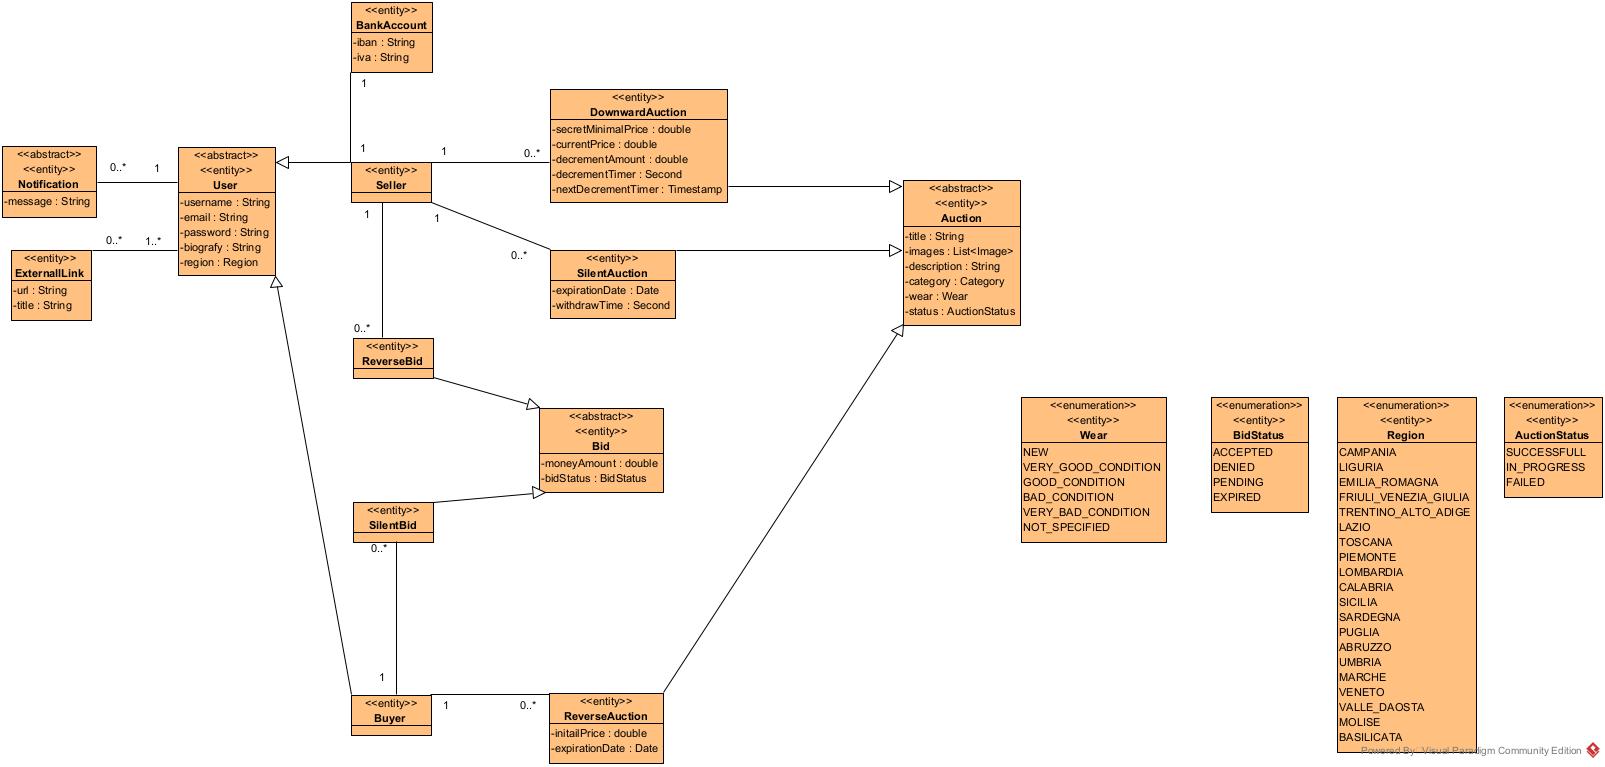 <<entity>>
BankAccount
-iban : String
-iva : String
1
1
<<entity>>
DownwardAuction
-secretMinimalPrice : double
-currentPrice : double
-decrementAmount : double
-decrementTimer : Second
-nextDecrementTimer : Timestamp
<<abstract>>
<<entity>>
Notification
-message : String
0..*
1
<<abstract>>
<<entity>>
User
-username : String
-email : String
-password : String
-biografy : String
-region : Region
<<entity>>
Seller
1
0..*
<<abstract>>
<<entity>>
Auction
-title : String
-images : List<Image>
-description : String
-category : Category
-wear : Wear
-status : AuctionStatus
0..*
1..*
<<entity>>
ExternalLink
-url : String
-title : String
1
1
0..*
<<entity>>
SilentAuction
-expirationDate : Date
-withdrawTime : Second
0..*
<<entity>>
ReverseBid
<<abstract>>
<<entity>>
Bid
-moneyAmount : double
-bidStatus : BidStatus
<<entity>>
SilentBid
0..*
1
<<entity>>
Buyer
1
0..*
<<entity>>
ReverseAuction
-initailPrice : double
-expirationDate : Date
<<enumeration>>
<<entity>>
Wear
NEW
VERY_GOOD_CONDITION
GOOD_CONDITION
BAD_CONDITION
VERY_BAD_CONDITION
NOT_SPECIFIED
<<enumeration>>
<<entity>>
BidStatus
ACCEPTED
DENIED
PENDING
EXPIRED
<<enumeration>>
<<entity>>
Region
CAMPANIA
LIGURIA
EMILIA_ROMAGNA
FRIULI_VENEZIA_GIULIA
TRENTINO_ALTO_ADIGE
LAZIO
TOSCANA
PIEMONTE
LOMBARDIA
CALABRIA
SICILIA
SARDEGNA
PUGLIA
ABRUZZO
UMBRIA
MARCHE
VENETO
VALLE_DAOSTA
MOLISE
BASILICATA
<<enumeration>>
<<entity>>
AuctionStatus
SUCCESSFULL
IN_PROGRESS
FAILED
Powered By: Visual Paradigm Community Edition